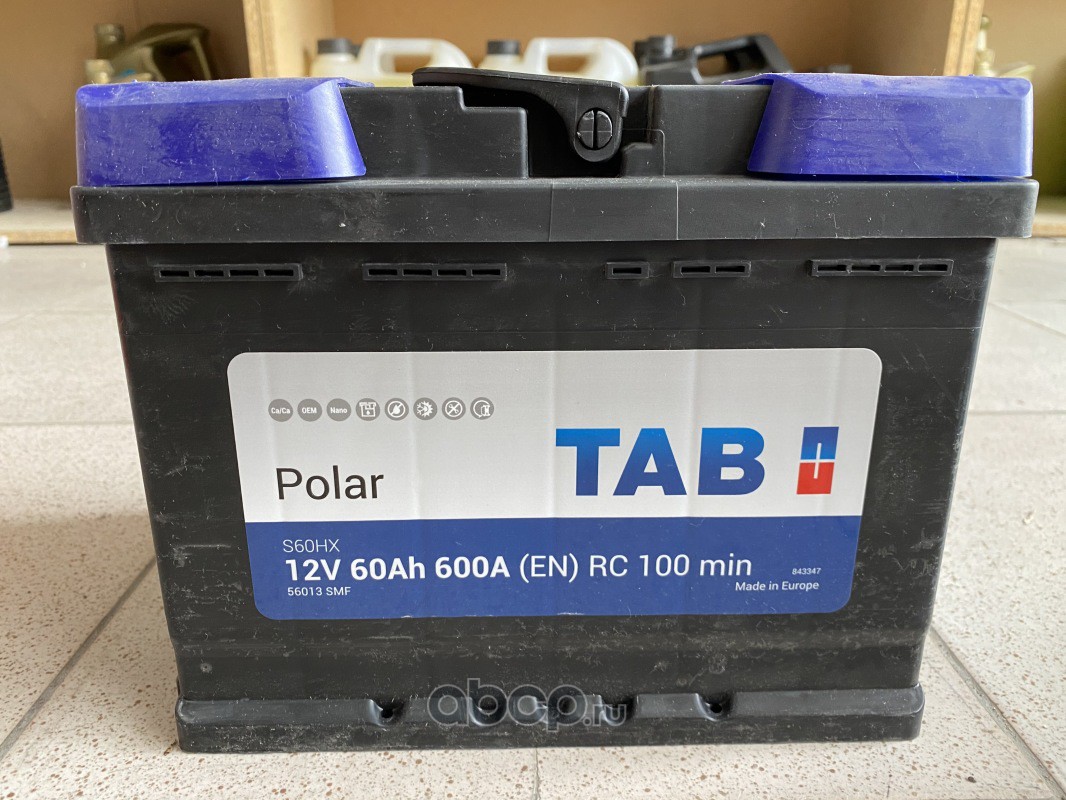 Ca/Ca OEM Nano
TAB
Polar
S60HX
12V 60Ah 600A (EN) RC 100 min
843347
56013 SMF
Made in Europe
abcp.ru